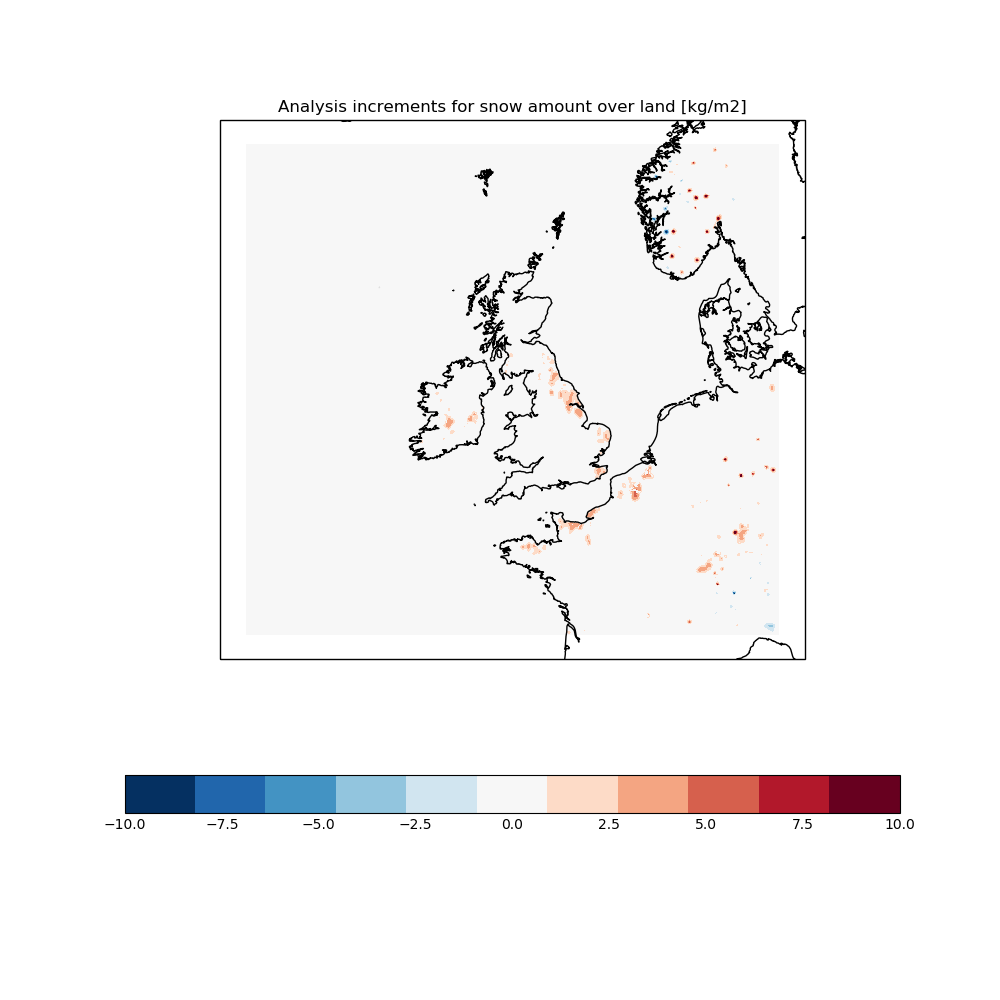 Analysis increments for snow amount over land [kg/m2]
−10.0 −7.5 −5.0 −2.5 0.0 2.5 5.0 7.5 10.0